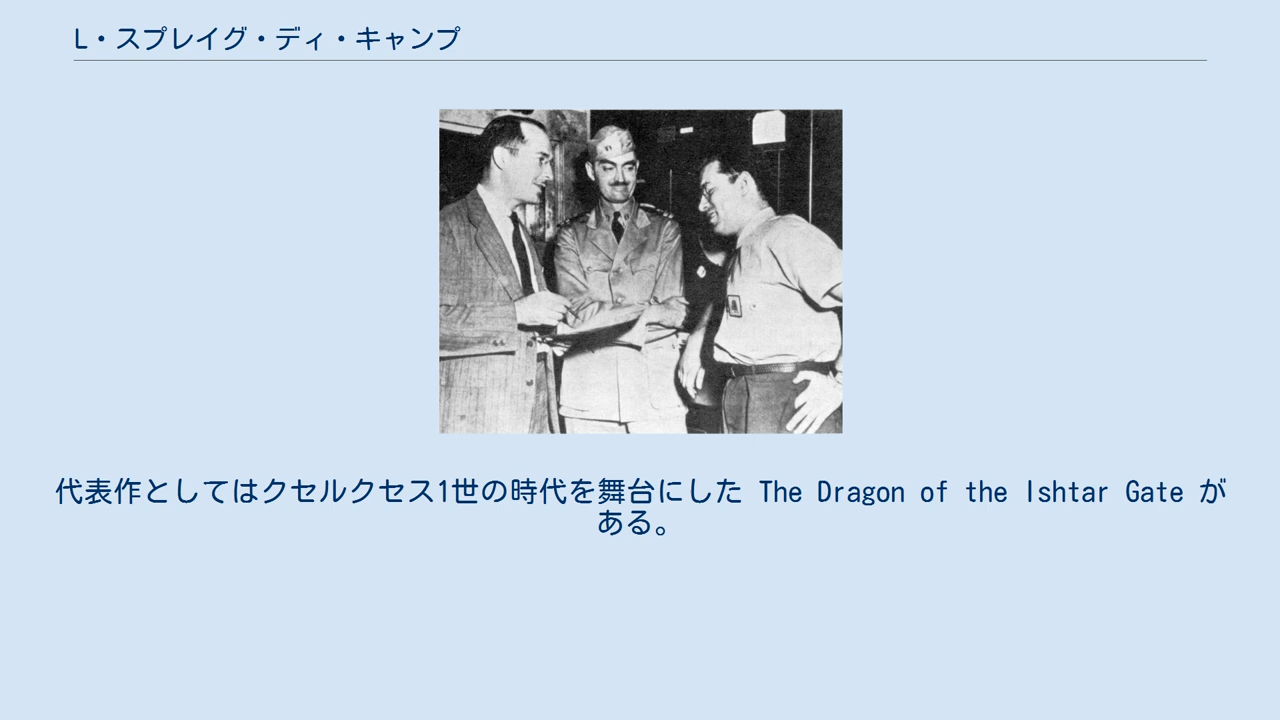 L・スプレイグ・ディ・キャンプ
代表作としてはクセルクセス1世の時代を舞台にした The Dragon of the Ishtar Gate が
ある。